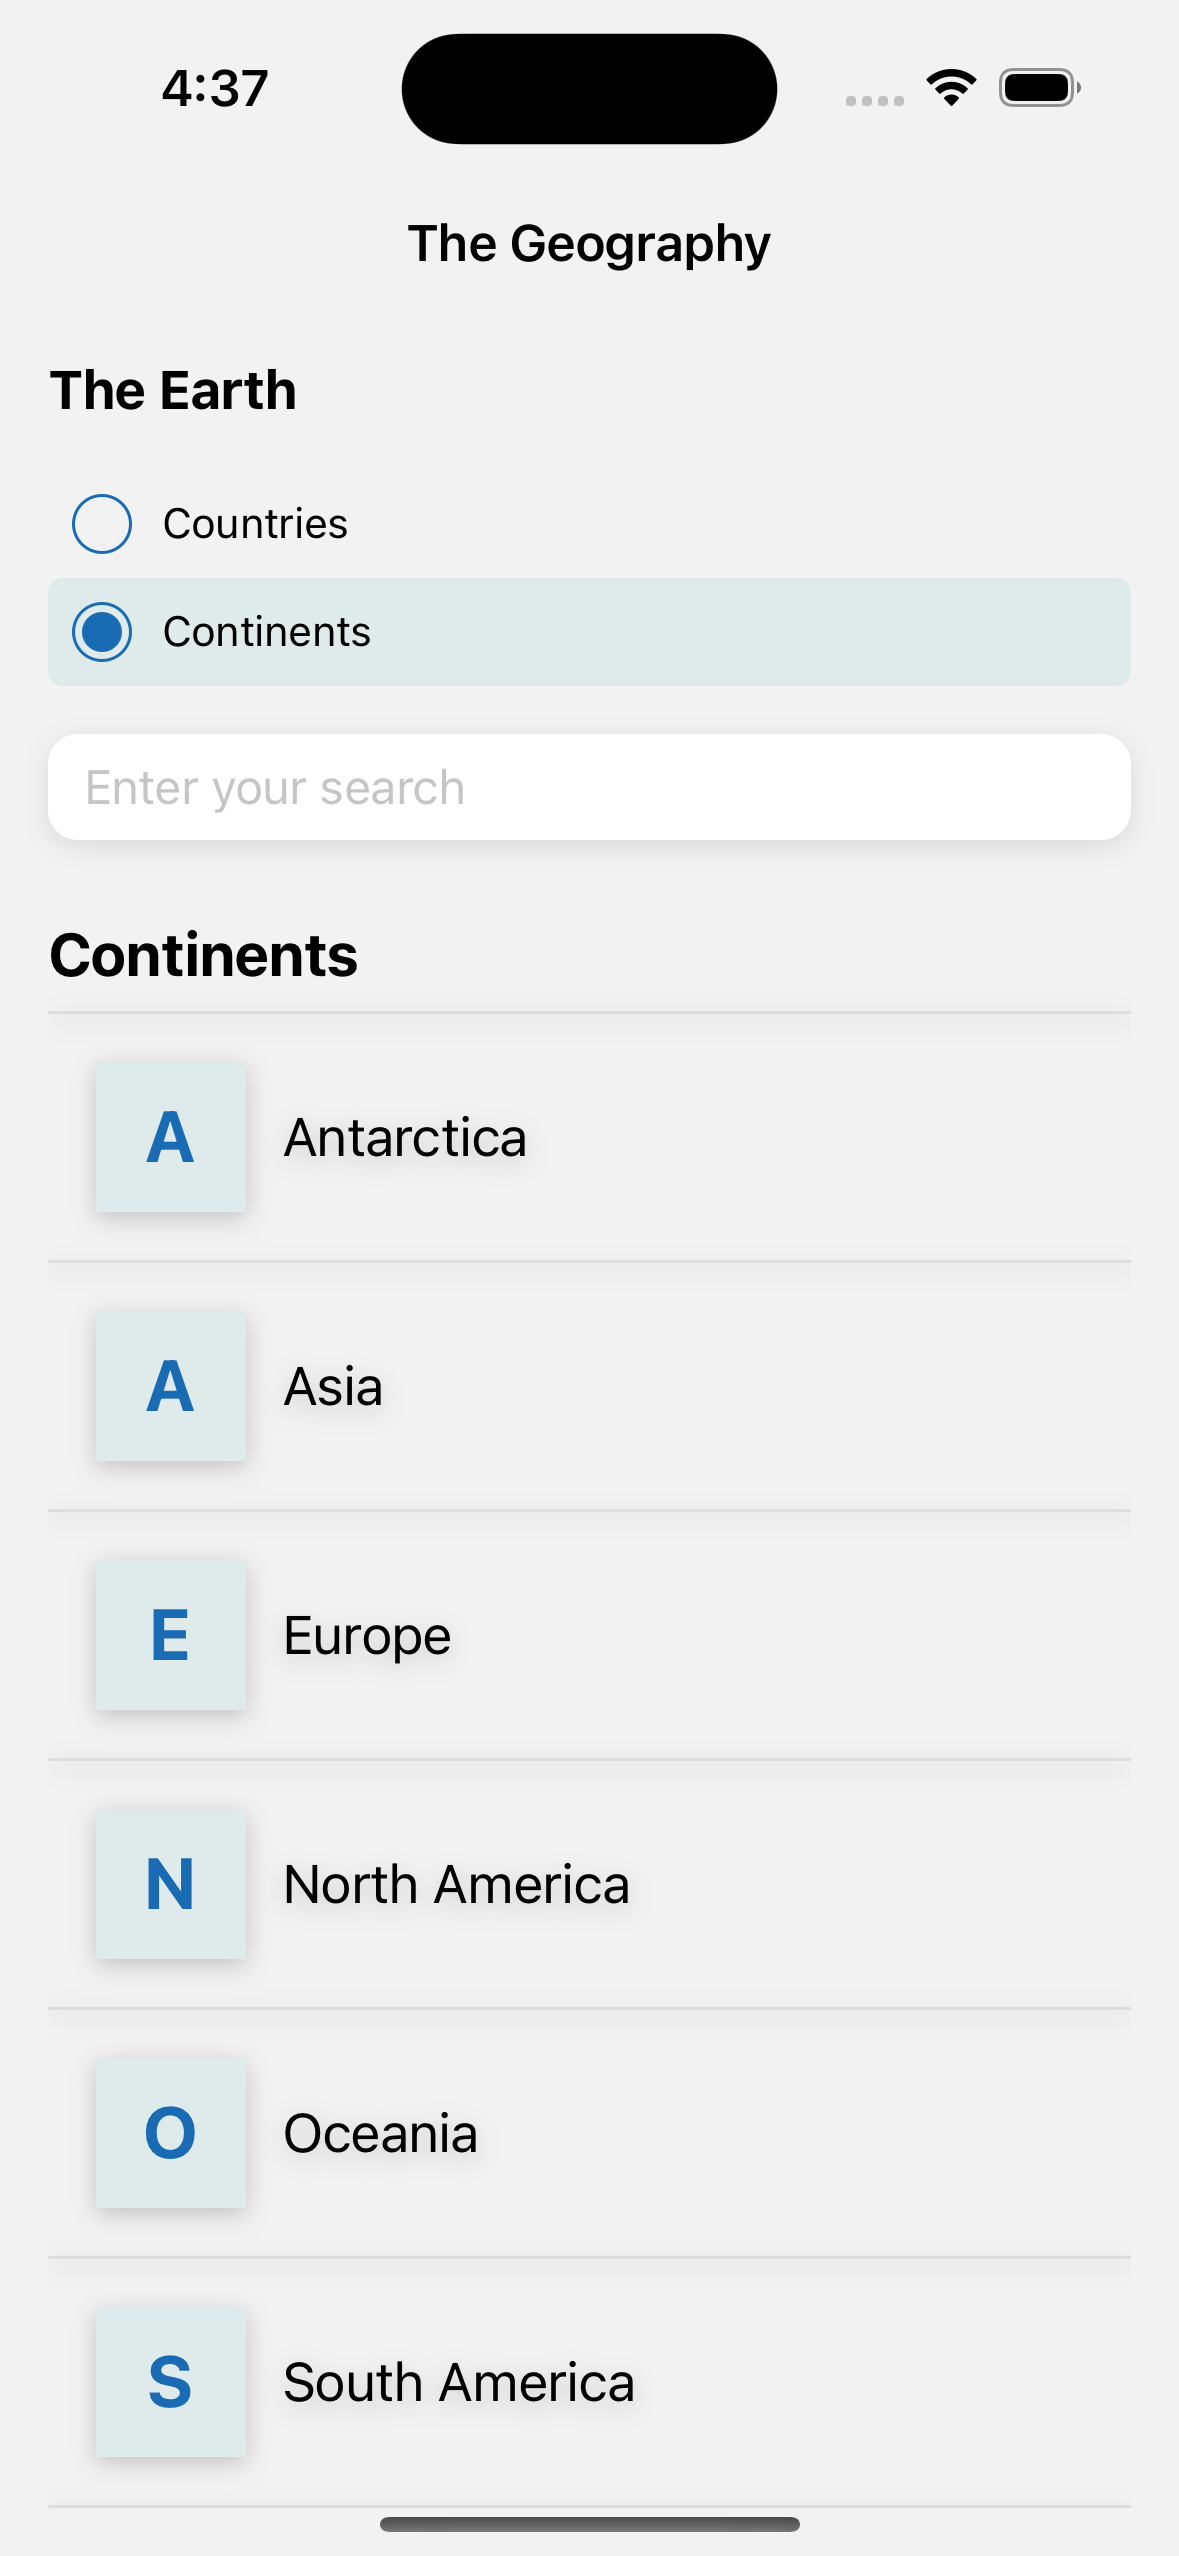 4:37
The Geography
The Earth
Countries
Continents
Enter your search
Continents
A
Antarctica
A
Asia
E
Europe
N
North America
O
Oceania
S
South America